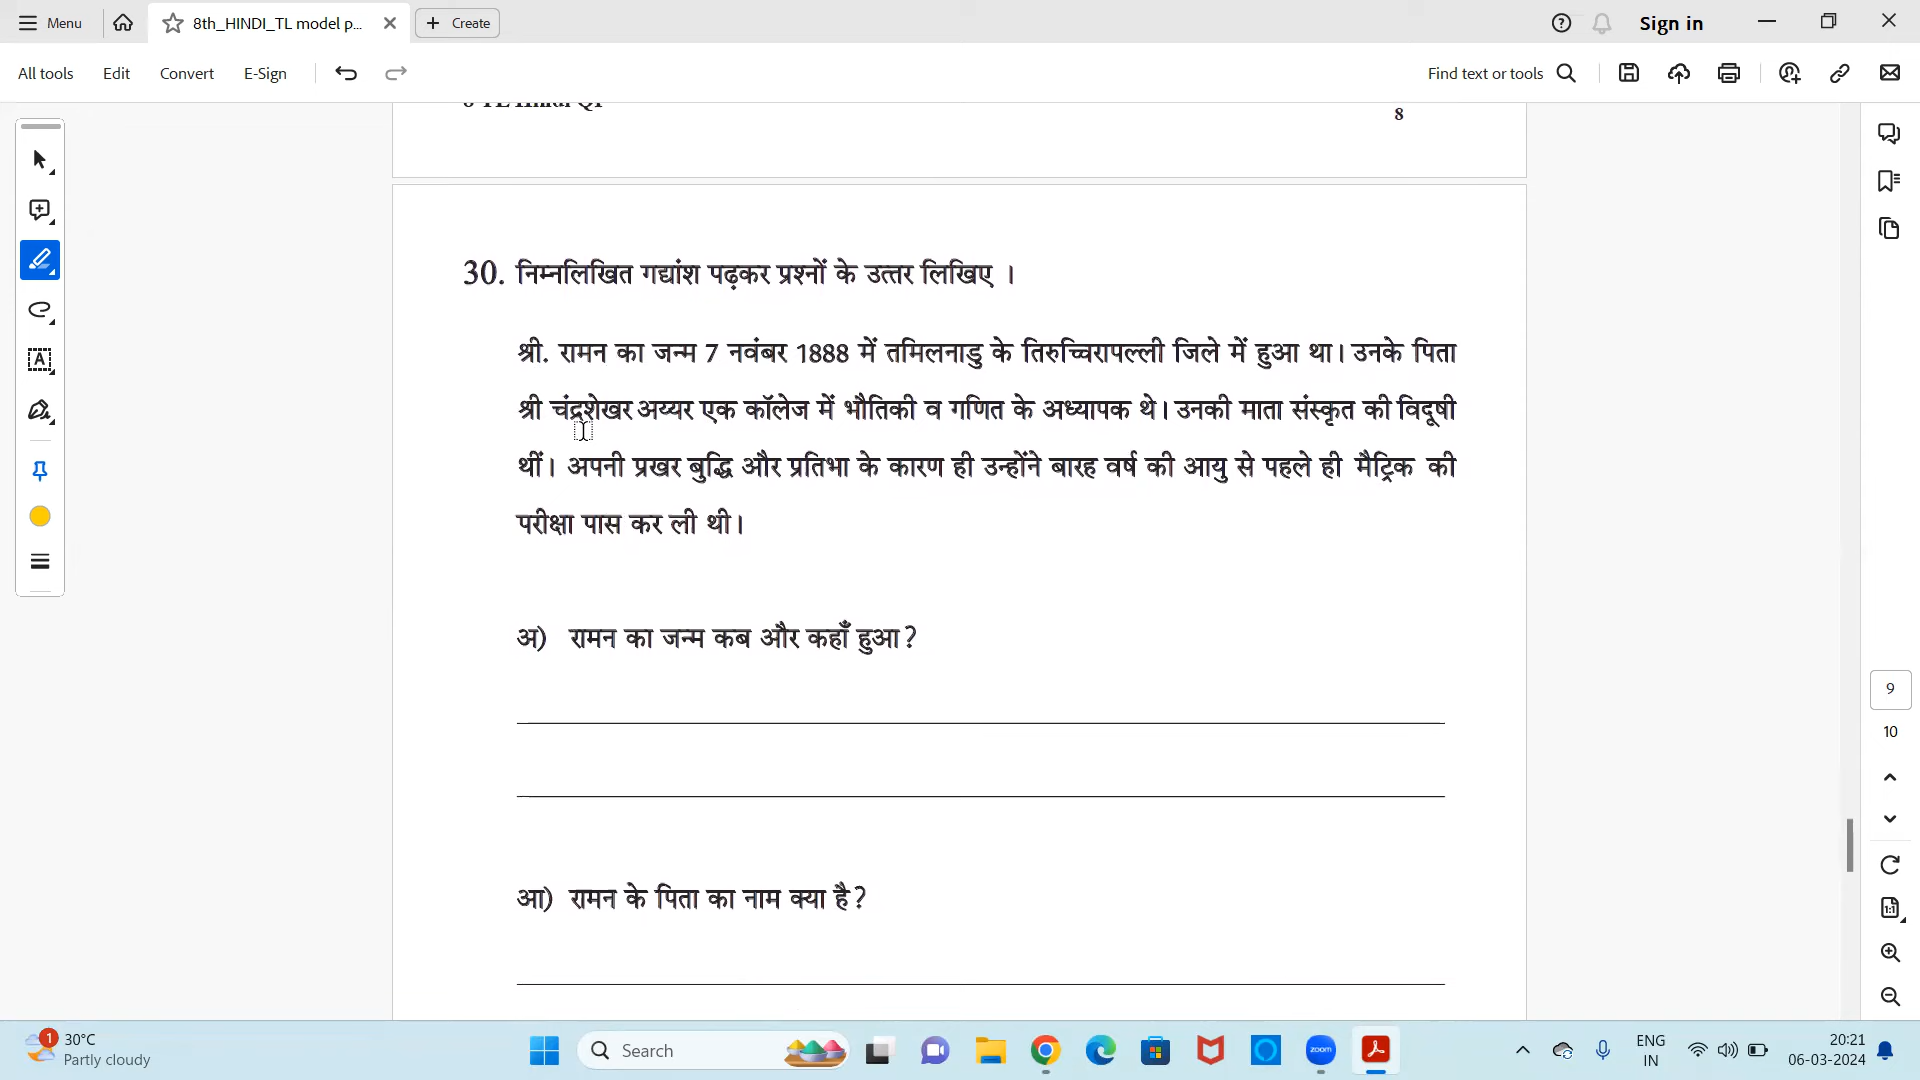 Menu
8th_HINDI_TL model p...
Create
Sign in
All tools
Edit
Convert
E-Sign
Find text or tools
8
30. निम्नलिखित गद्यांश पढ़कर प्रश्नों के उत्तर लिखिए ।
श्री. रामन का जन्म 7 नवंबर 1888 में तमिलनाडु के तिरुच्चिरापल्ली जिले में हुआ था। उनके पिता
श्री चंद्रशेखर अय्यर एक कॉलेज में भौतिकी व गणित के अध्यापक थे। उनकी माता संस्कृत की विदूषी
थीं। अपनी प्रखर बुद्धि और प्रतिभा के कारण ही उन्होंने बारह वर्ष की आयु से पहले ही मैट्रिक की
परीक्षा पास कर ली थी।
अ) रामन का जन्म कब और कहाँ हुआ?
आ) रामन के पिता का नाम क्या है?
9
10
1
30°C
Partly cloudy
Search
zoom
ENG
IN
20:21
06-03-2024